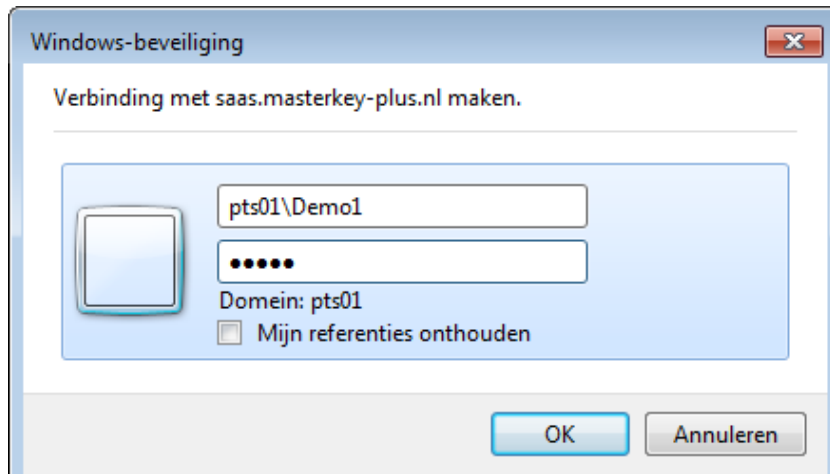 Windows-beveiliging
Verbinding met saas.masterkey-plus.nl maken.
pts01\Demo1
●●●●●
Domein: pts01
Mijn referenties onthouden
OK
Annuleren